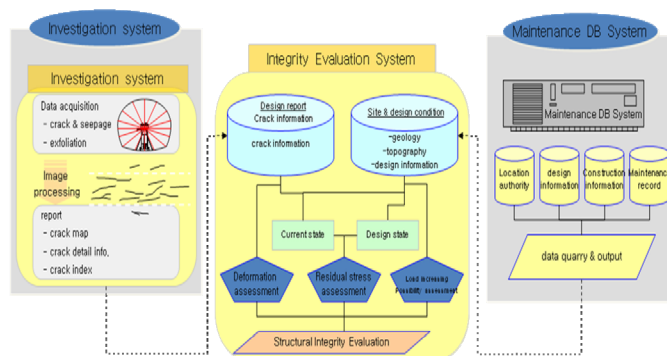 Investigation system
Investigation system
Data acquisition
- crack & seepage
- exfoliation
Image
processing
report
- crack map
- crack detail info.
- crack index
Integrity Evaluation System
Design report
Crack information
crack information
Site & design condition
-geology
-topography
-design information
Current state
Design state
Deformation
assessment
Residual stress
assessment
Load increasing
Possibility assessment
Structural Integrity Evaluation
Maintenance DB System
Maintenance DB System
Location
authority
design
information
Construction
information
Maintenance
record
data quarry & output